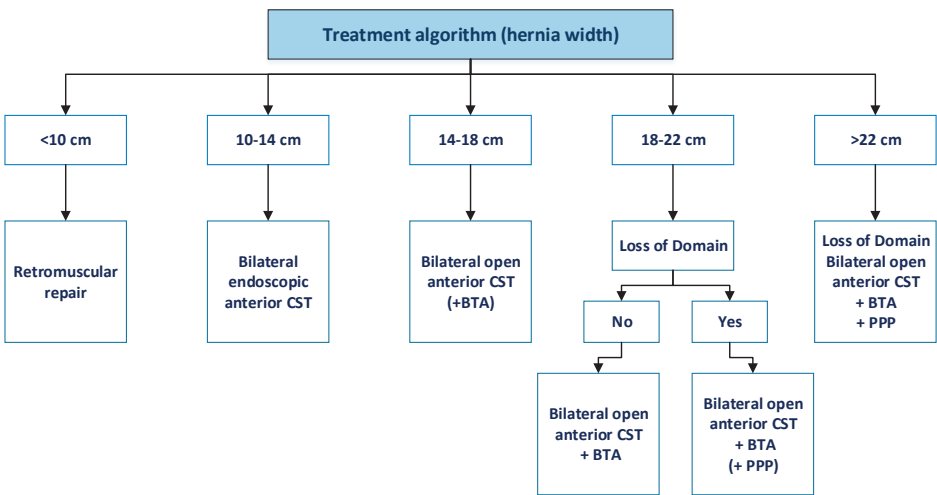 Treatment algorithm (hernia width)
<10 cm
10-14 cm
14-18 cm
18-22 cm
>22 cm
Retromuscular
repair
Bilateral
endoscopic
anterior CST
Bilateral open
anterior CST
(+BTA)
Loss of Domain
No
Yes
Bilateral open
anterior CST
+ BTA
Bilateral open
anterior CST
+ BTA
(+ PPP)
Loss of Domain
Bilateral open
anterior CST
+ BTA
+ PPP